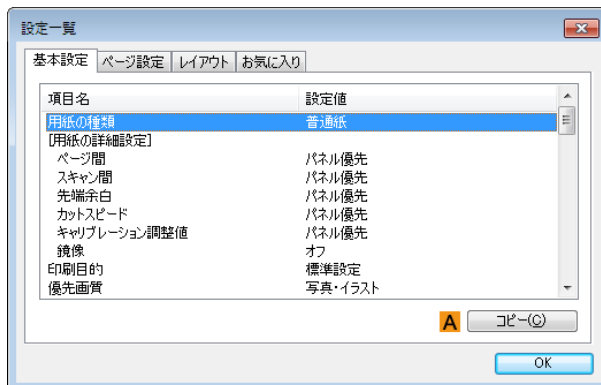 設定一覧
基本設定 ページ設定 レイアウト お気に入り
項目名 設定値
用紙の種類 普通紙
[用紙の詳細設定]
ページ間 パネル優先
スキャン間 パネル優先
先端余白 パネル優先
カットスピード パネル優先
キャリブレーション調整値 パネル優先
鏡像 オフ
印刷目的 標準設定
優先画質 写真・イラスト
A コピー(C)
OK